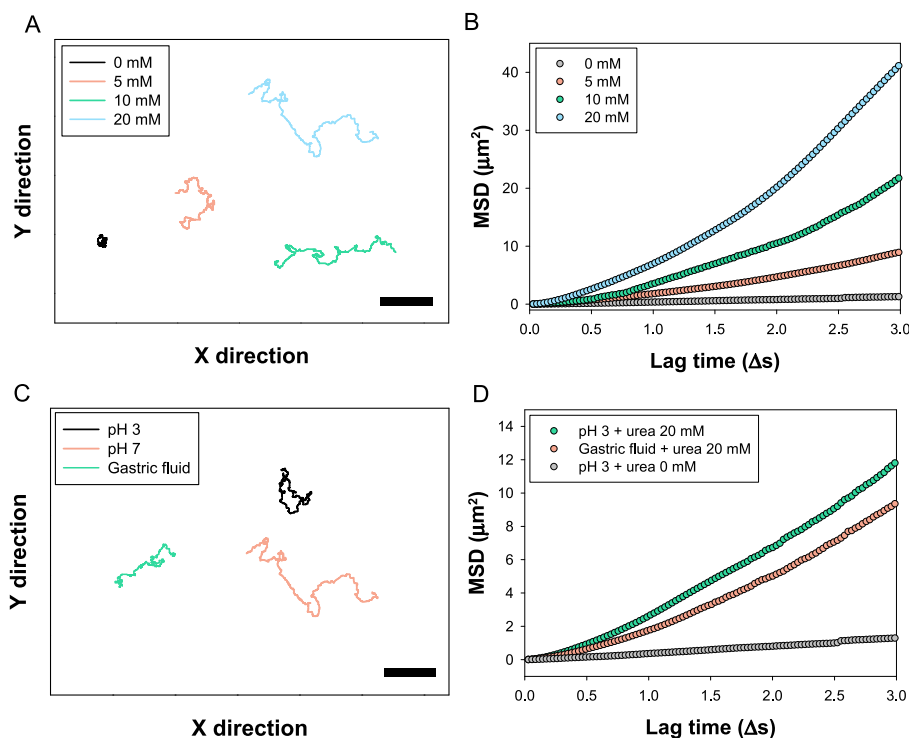 A
0 mM
5 mM
10 mM
20 mM
Y direction
X direction
B
0 mM
5 mM
10 mM
20 mM
MSD (μm²)
40
30
20
10
0
0.0 0.5 1.0 1.5 2.0 2.5 3.0
Lag time (Δs)
C
pH 3
pH 7
Gastric fluid
Y direction
X direction
D
pH 3 + urea 20 mM
Gastric fluid + urea 20 mM
pH 3 + urea 0 mM
MSD (μm²)
14
12
10
8
6
4
2
0
0.0 0.5 1.0 1.5 2.0 2.5 3.0
Lag time (Δs)